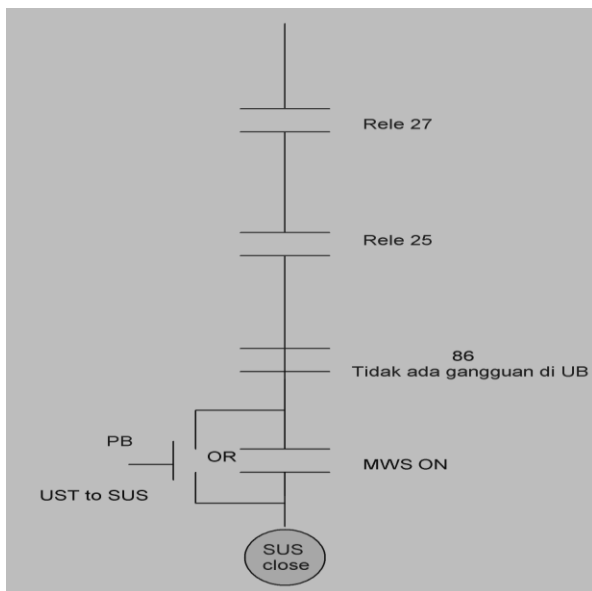 Rele 27
Rele 25
86
Tidak ada gangguan di UB
PB
OR
MWS ON
UST to SUS
SUS
close